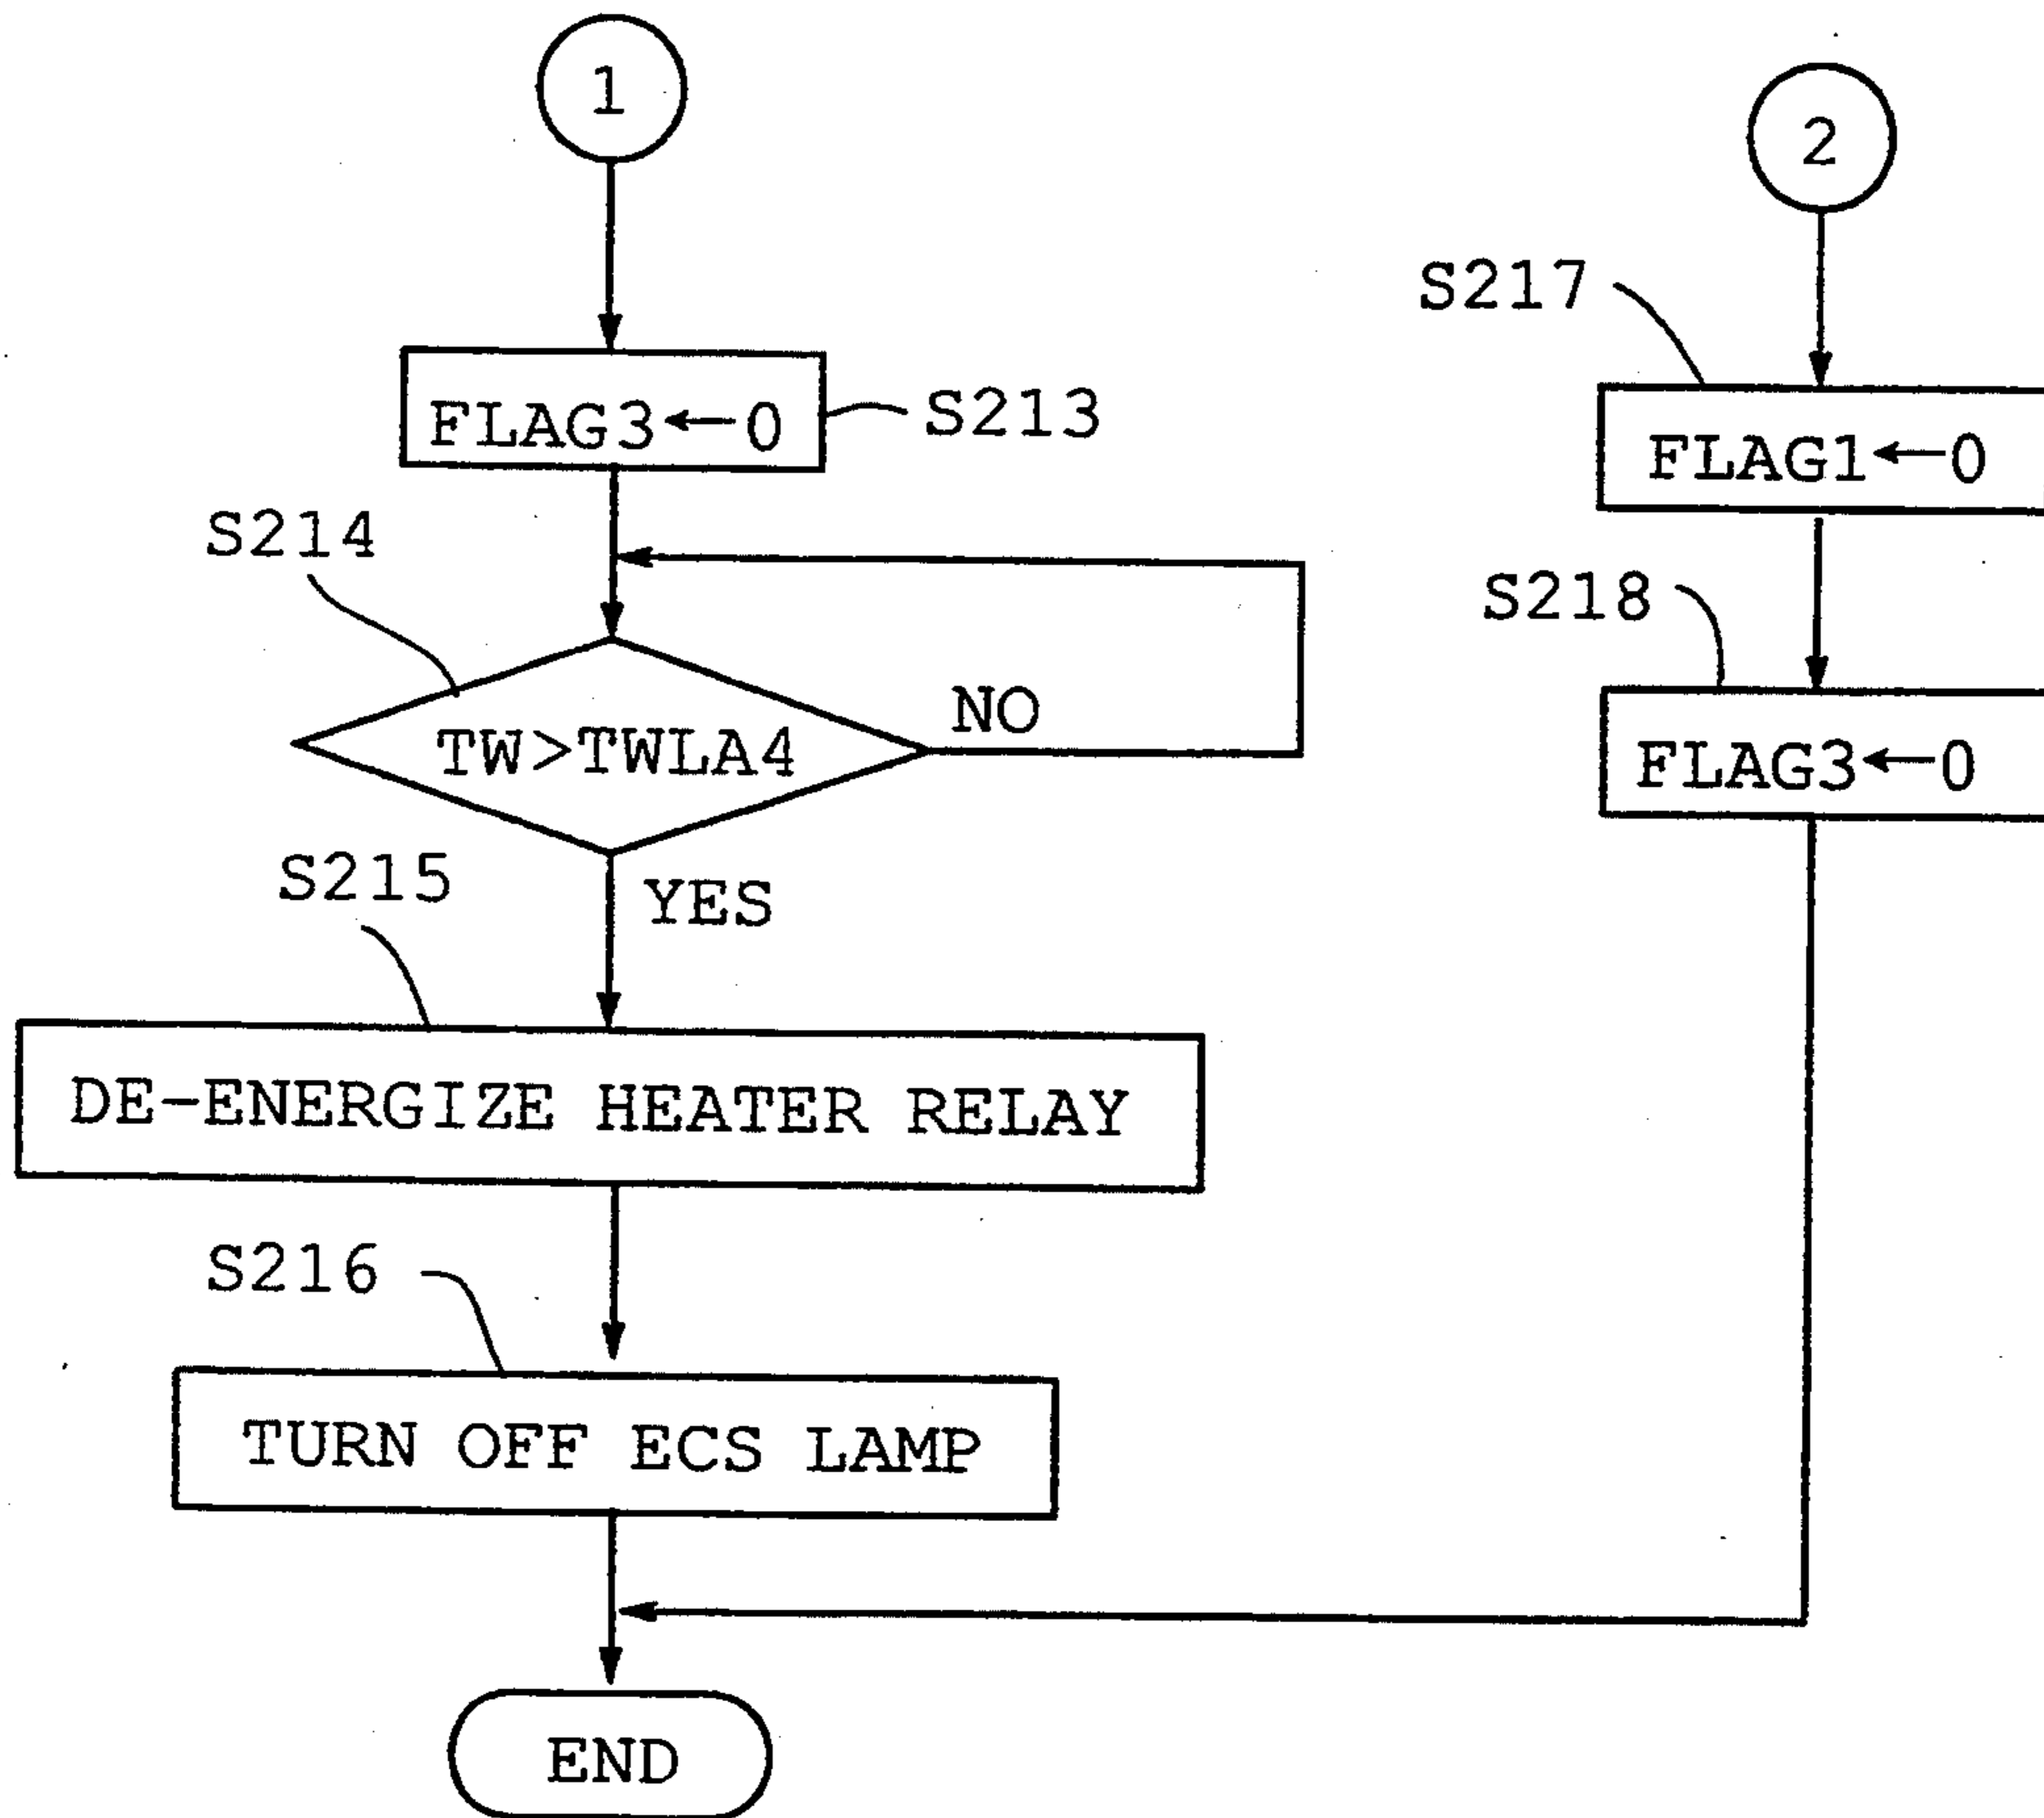 1
FLAG3←0
S213
S214
TW>TWLA4
NO
YES
S215
DE-ENERGIZE HEATER RELAY
S216
TURN OFF ECS LAMP
END
2
S217
FLAG1←0
S218
FLAG3←0